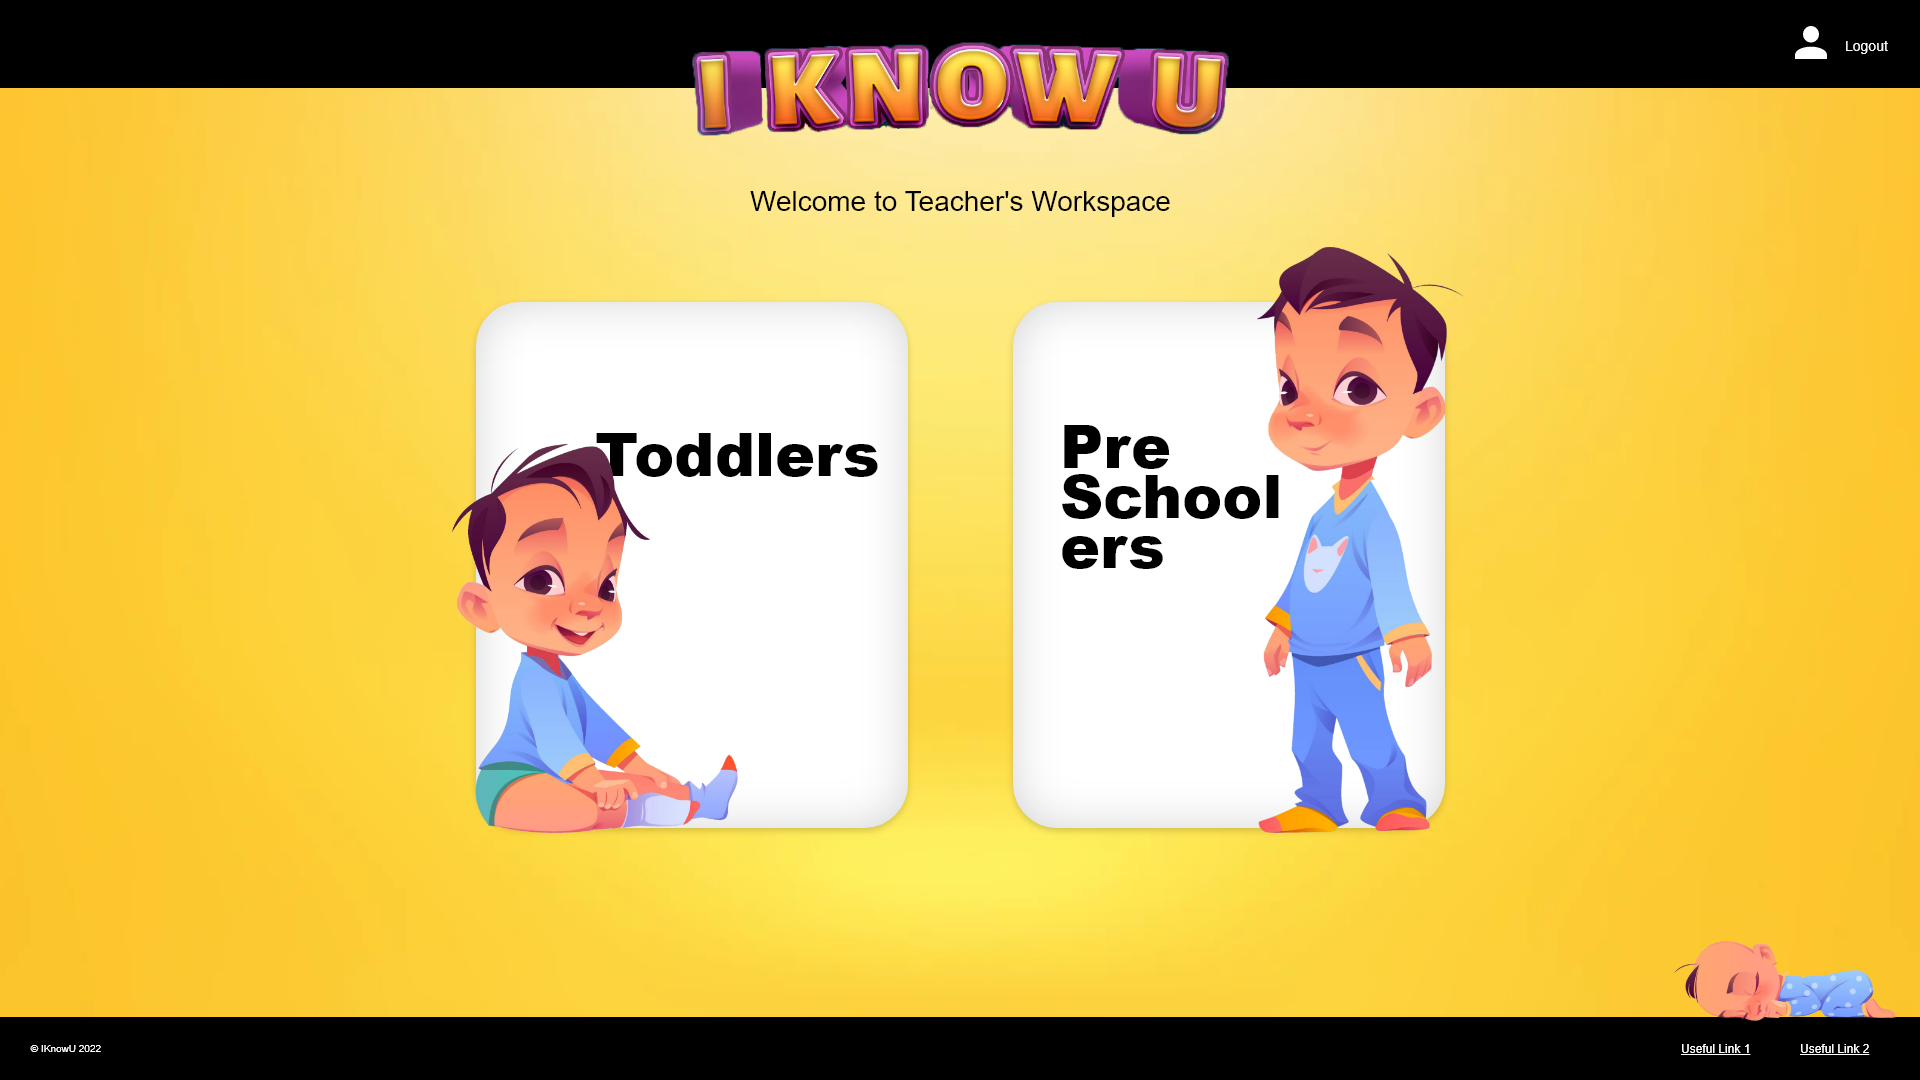 Logout
I KNOW U
Welcome to Teacher's Workspace
Toddlers
Pre
School
ers
© IKnowU 2022
Useful Link 1
Useful Link 2